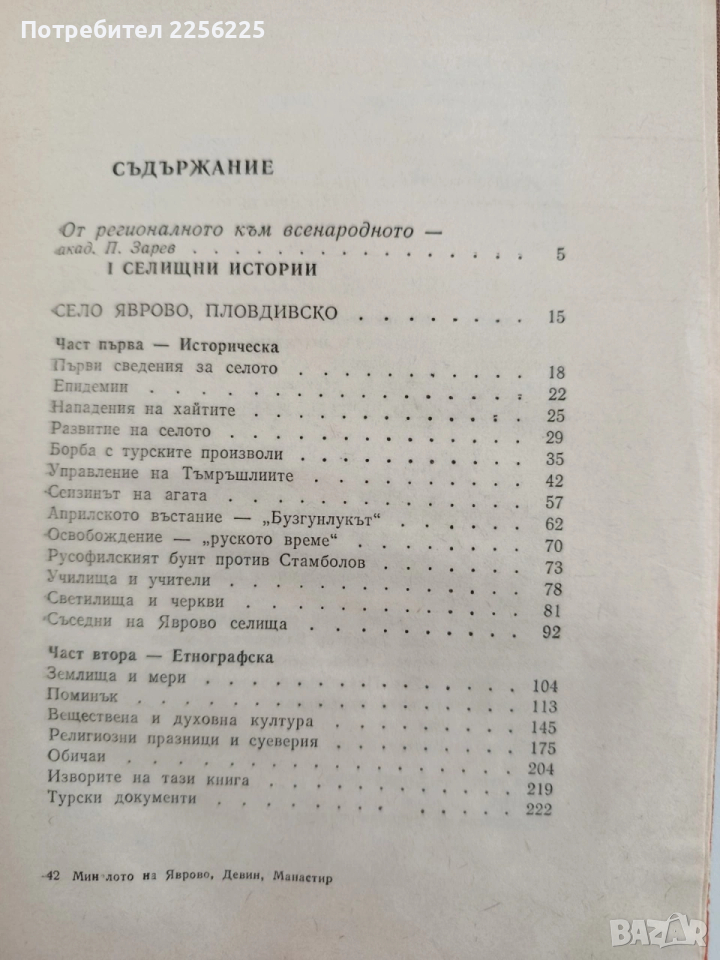 Потребител 2256225
СЪДЪРЖАНИЕ
От регионалното към всенародното —
акад. П. Зарев . . . . . . . . . . . . . . 5
I СЕЛИЩНИ ИСТОРИИ
СЕЛО ЯВРОВО, ПЛОВДИВСКО . . . . . . . . 15
Част първа — Историческа
Първи сведения за селото . . . . . . . . . . 18
Епидемии . . . . . . . . . . . . . . . . 22
Нападения на хайтите . . . . . . . . . . . . 25
Развитие на селото . . . . . . . . . . . . . 29
Борба с турските произволи . . . . . . . . . 35
Управление на Тъмръшлиите . . . . . . . . . 42
Сеизинът на агата . . . . . . . . . . . . . 57
Априлското въстание — „Бузгунлукът“ . . . . . . 62
Освобождение — „руското време“ . . . . . . . . 70
Русофилският бунт против Стамболов . . . . . . . 73
Училища и учители . . . . . . . . . . . . . 78
Светилища и черкви . . . . . . . . . . . . . 81
Съседни на Яврово селища . . . . . . . . . . 92
Част втора — Етнографска
Землища и мери . . . . . . . . . . . . . . 104
Поминък . . . . . . . . . . . . . . . . 113
Веществена и духовна култура . . . . . . . . . 145
Религиозни празници и суеверия . . . . . . . . . 175
Обичаи . . . . . . . . . . . . . . . . . 204
Изворите на тази книга . . . . . . . . . . . 219
Турски документи . . . . . . . . . . . . . 222
42 Миналото на Яврово, Девин, Манастир
BAZAR